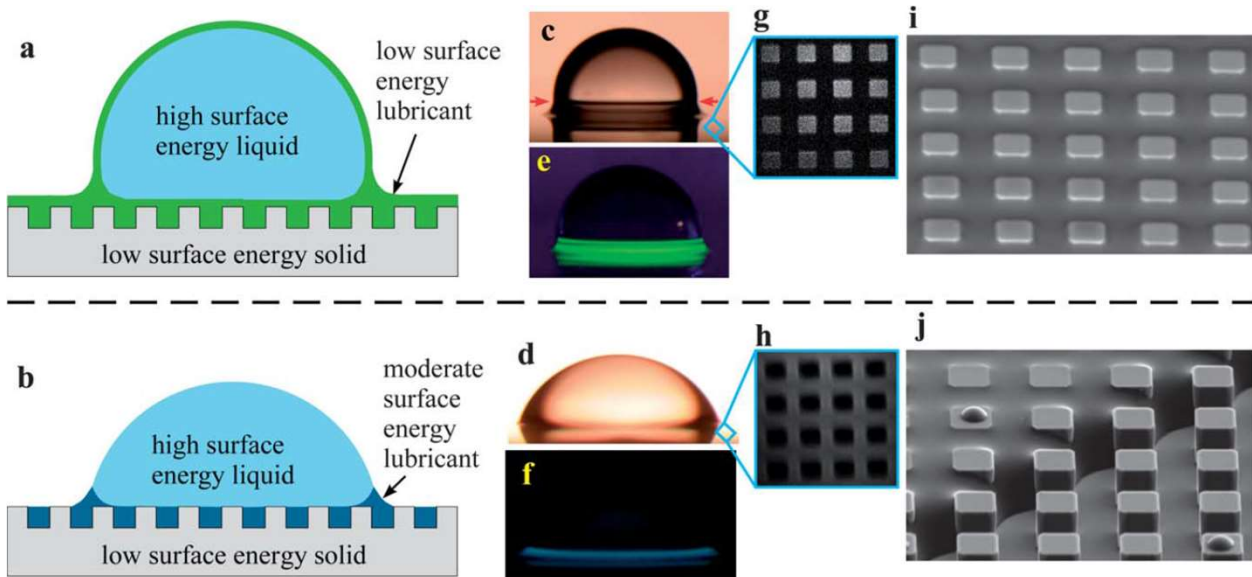 a
high surface
energy liquid
low surface
energy
lubricant
low surface energy solid
c
e
g
i
b
high surface
energy liquid
moderate
surface
energy
lubricant
low surface energy solid
d
f
h
j